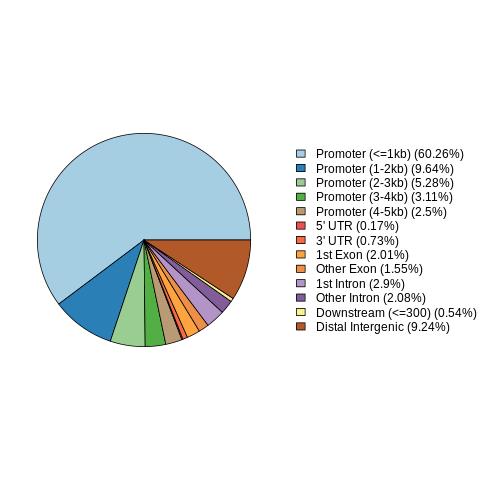 Promoter (<=1kb) (60.26%)
Promoter (1-2kb) (9.64%)
Promoter (2-3kb) (5.28%)
Promoter (3-4kb) (3.11%)
Promoter (4-5kb) (2.5%)
5' UTR (0.17%)
3' UTR (0.73%)
1st Exon (2.01%)
Other Exon (1.55%)
1st Intron (2.9%)
Other Intron (2.08%)
Downstream (<=300) (0.54%)
Distal Intergenic (9.24%)